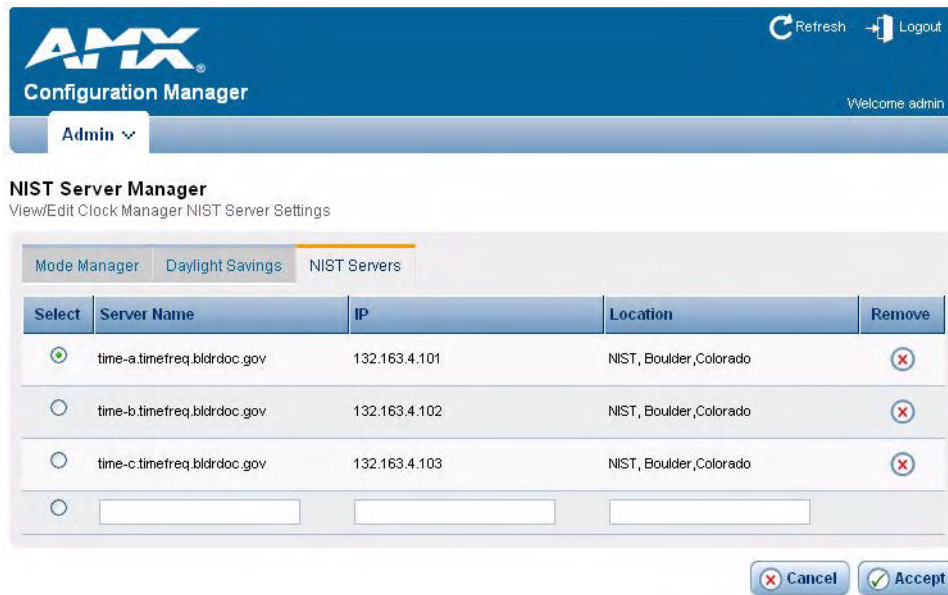 Refresh Logout
AMX®
Configuration Manager
Welcome admin
Admin
NIST Server Manager
View/Edit Clock Manager NIST Server Settings
Mode Manager Daylight Savings NIST Servers
Select Server Name IP Location Remove
time-a.timefreq.bldrdoc.gov 132.163.4.101 NIST, Boulder,Colorado
time-b.timefreq.bldrdoc.gov 132.163.4.102 NIST, Boulder,Colorado
time-c.timefreq.bldrdoc.gov 132.163.4.103 NIST, Boulder,Colorado
Cancel Accept